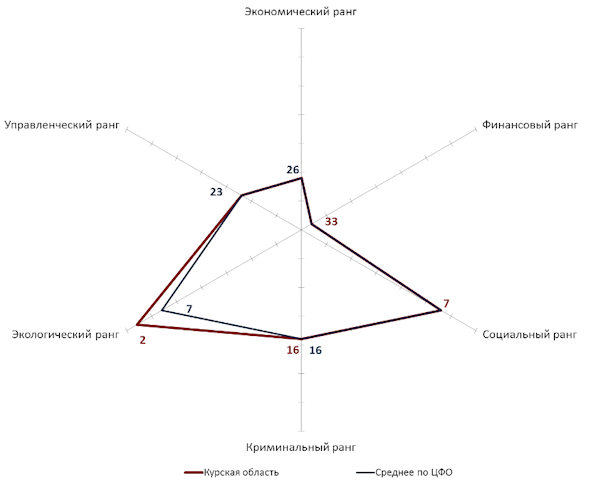 Экономический ранг
Управленческий ранг
Финансовый ранг
26
23
33
7
7
2
Экологический ранг
Социальный ранг
16 16
Криминальный ранг
Курская область Среднее по ЦФО